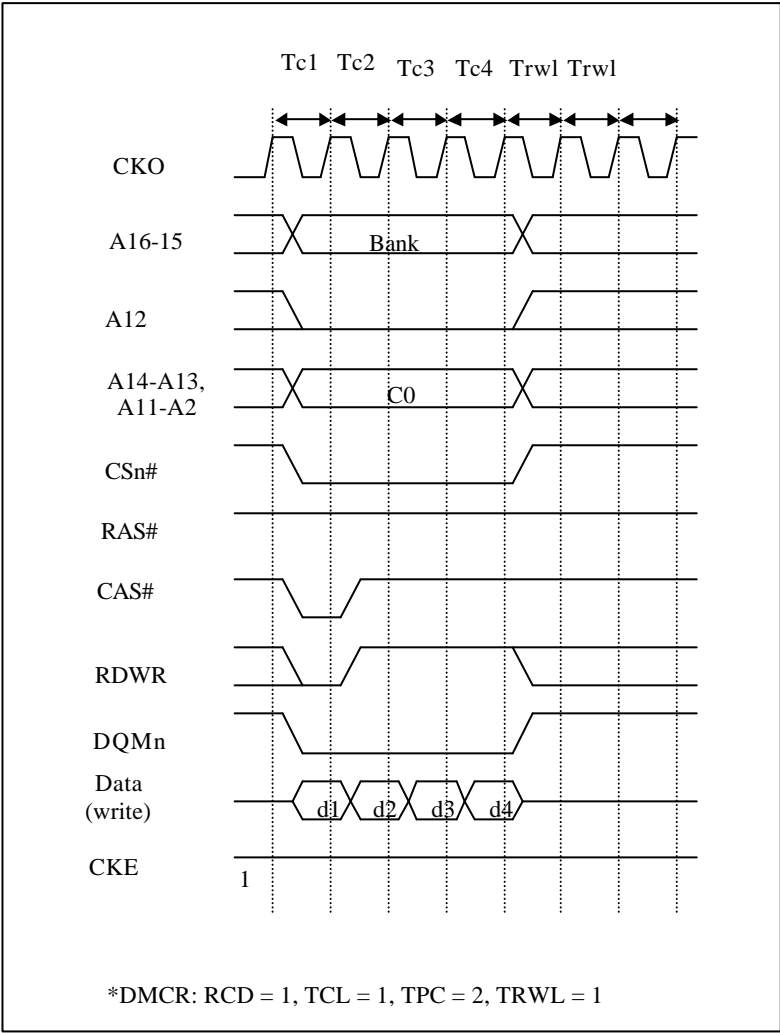 Tc1 Tc2 Tc3 Tc4 Trwl Trwl
CKO
A16-15
Bank
A12
A14-A13,
A11-A2
C0
CSn#
RAS#
CAS#
RDWR
DQMn
Data
(write)
d1 d2 d3 d4
CKE
1
*DMCR: RCD = 1, TCL = 1, TPC = 2, TRWL = 1